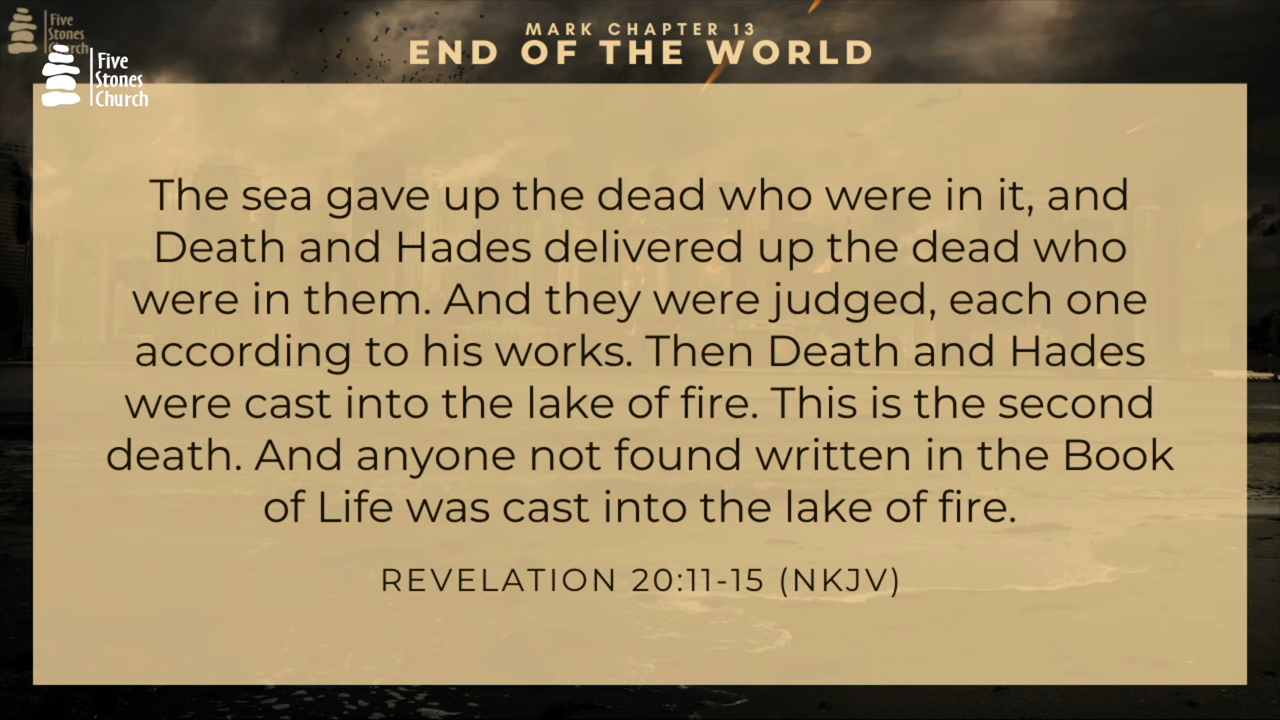 Five
Stones
Church
Five
Stones
Church
MARK CHAPTER 13
END OF THE WORLD
The sea gave up the dead who were in it, and
Death and Hades delivered up the dead who
were in them. And they were judged, each one
according to his works. Then Death and Hades
were cast into the lake of fire. This is the second
death. And anyone not found written in the Book
of Life was cast into the lake of fire.
REVELATION 20:11-15 (NKJV)